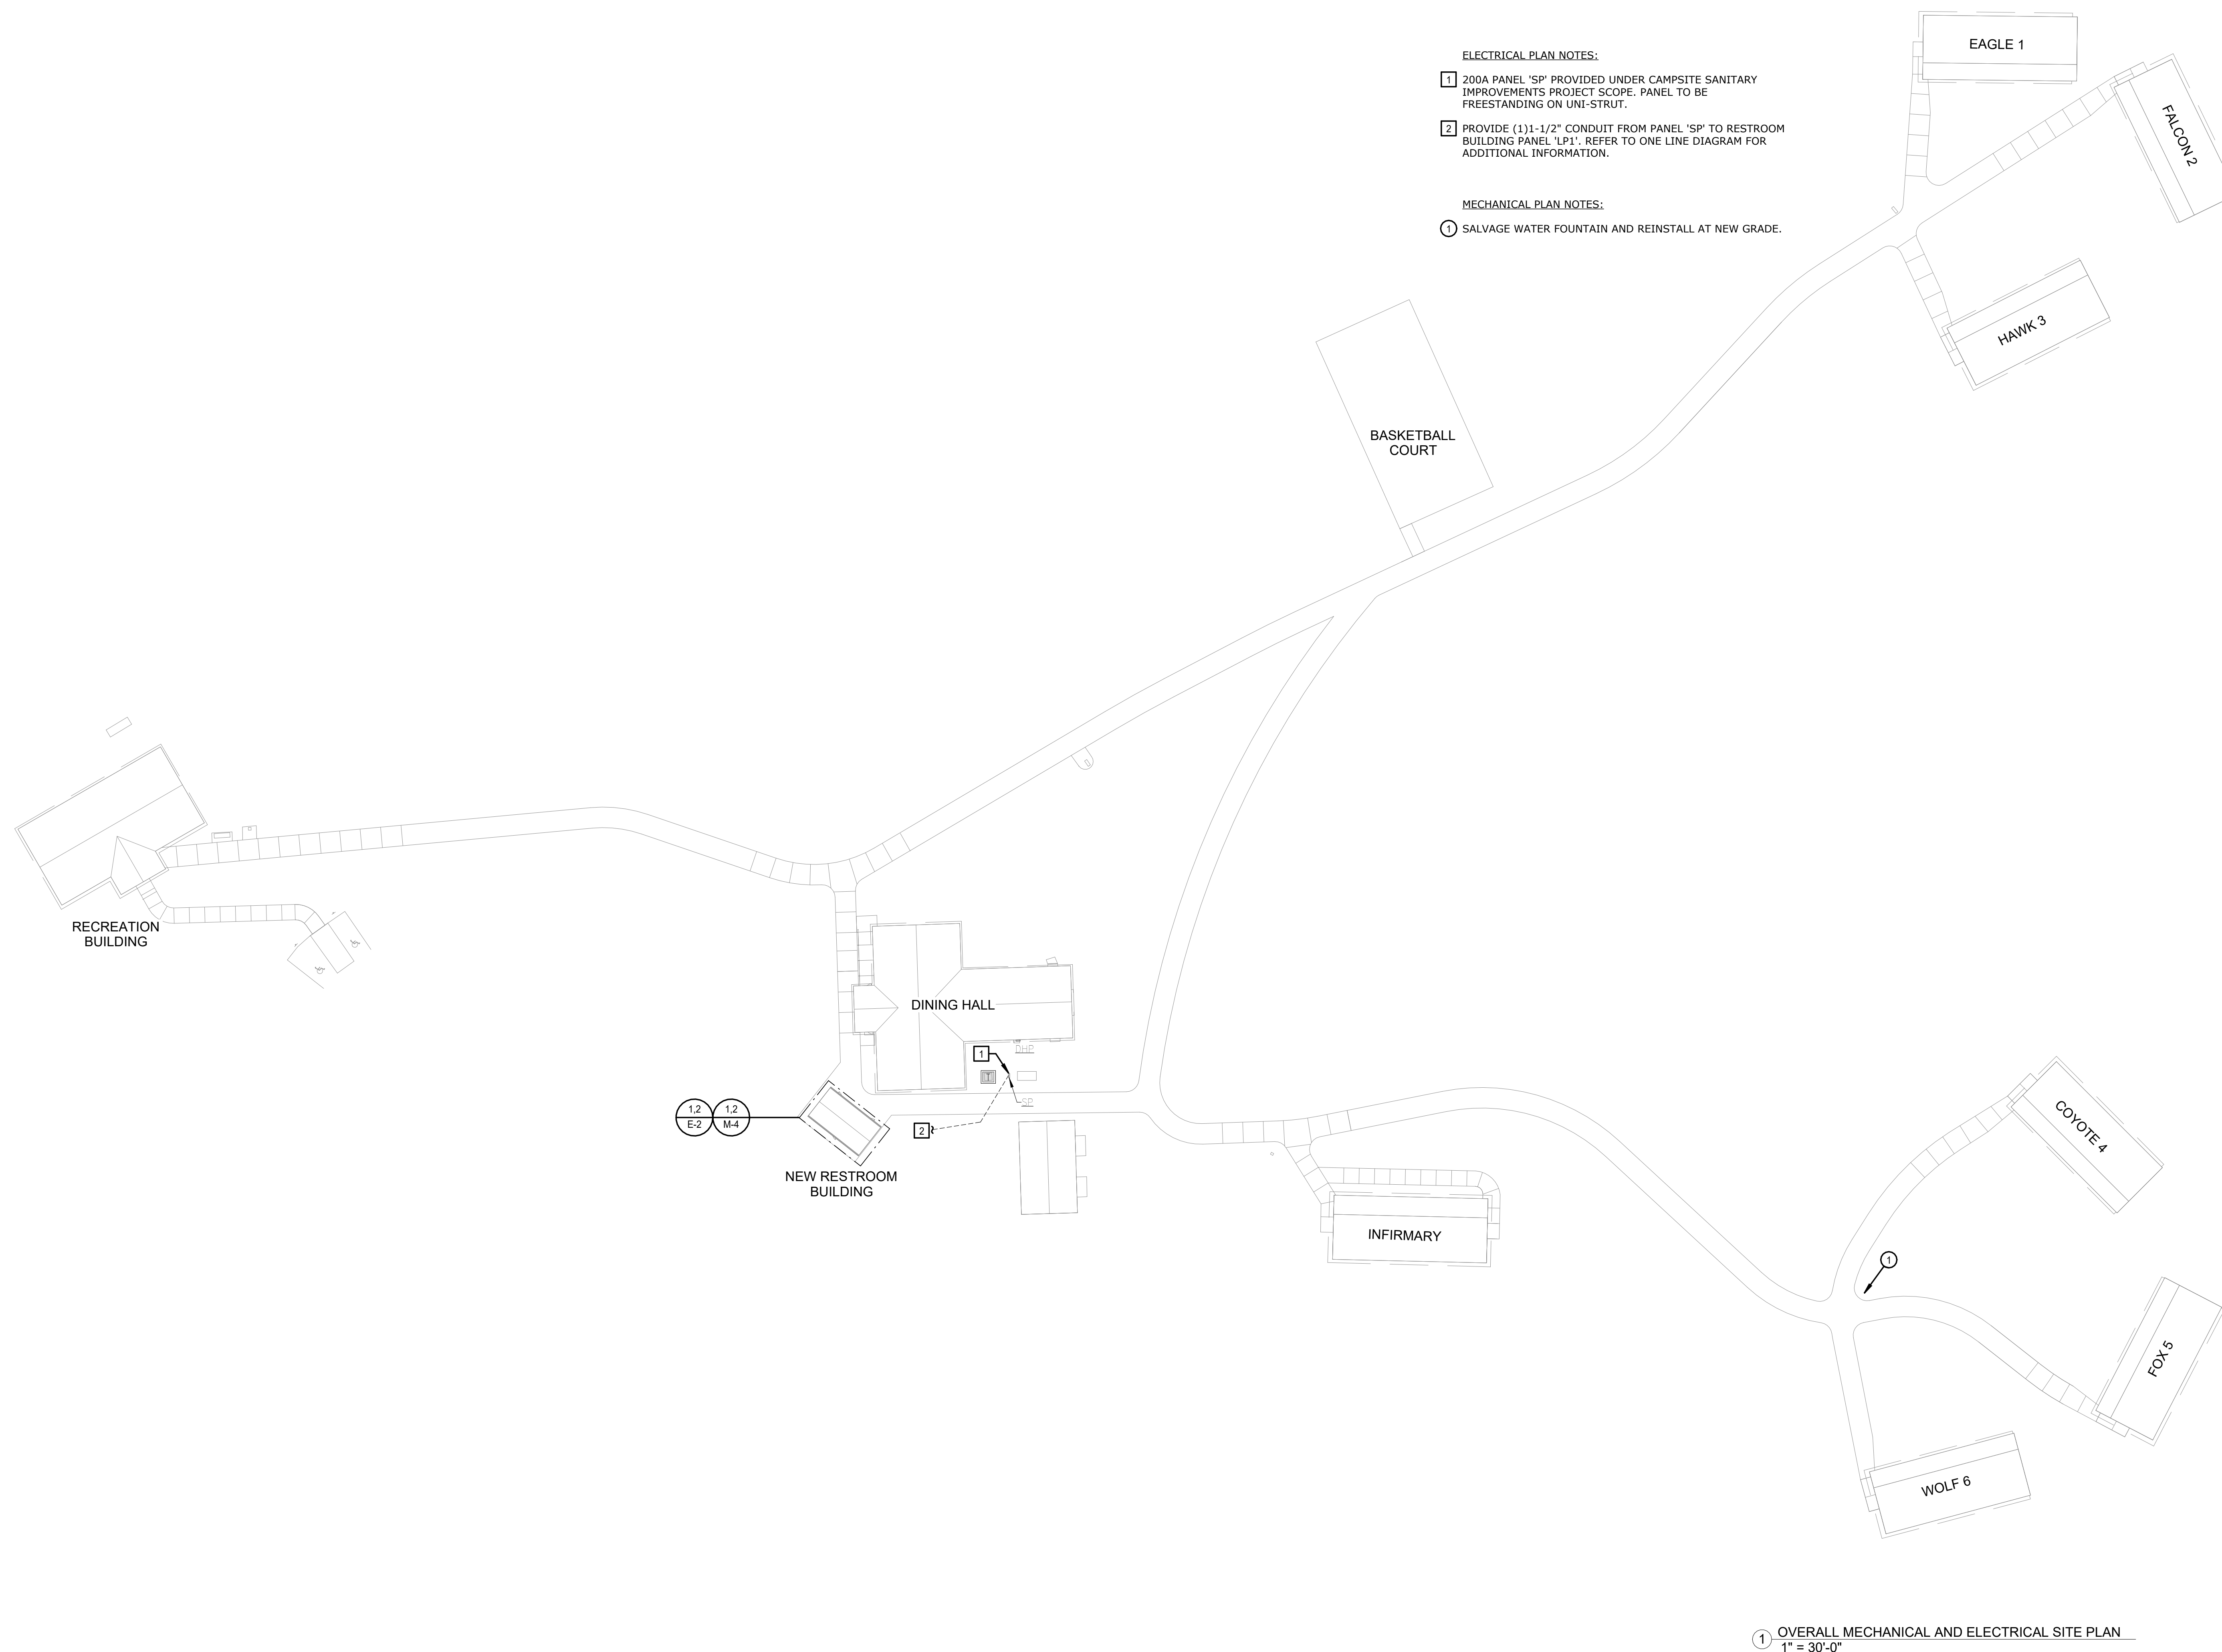 ELECTRICAL PLAN NOTES:
1 200A PANEL 'SP' PROVIDED UNDER CAMPSITE SANITARY
IMPROVEMENTS PROJECT SCOPE. PANEL TO BE
FREESTANDING ON UNI-STRUT.
2 PROVIDE (1)1-1/2" CONDUIT FROM PANEL 'SP' TO RESTROOM
BUILDING PANEL 'LP1'. REFER TO ONE LINE DIAGRAM FOR
ADDITIONAL INFORMATION.
MECHANICAL PLAN NOTES:
1 SALVAGE WATER FOUNTAIN AND REINSTALL AT NEW GRADE.
EAGLE 1
FALCON 2
HAWK 3
BASKETBALL
COURT
RECREATION
BUILDING
DINING HALL
DHP
1
T
SP
2
1,2
E-2
1,2
M-4
NEW RESTROOM
BUILDING
INFIRMARY
COYOTE 4
1
FOX 5
WOLF 6
1 OVERALL MECHANICAL AND ELECTRICAL SITE PLAN
1" = 30'-0"